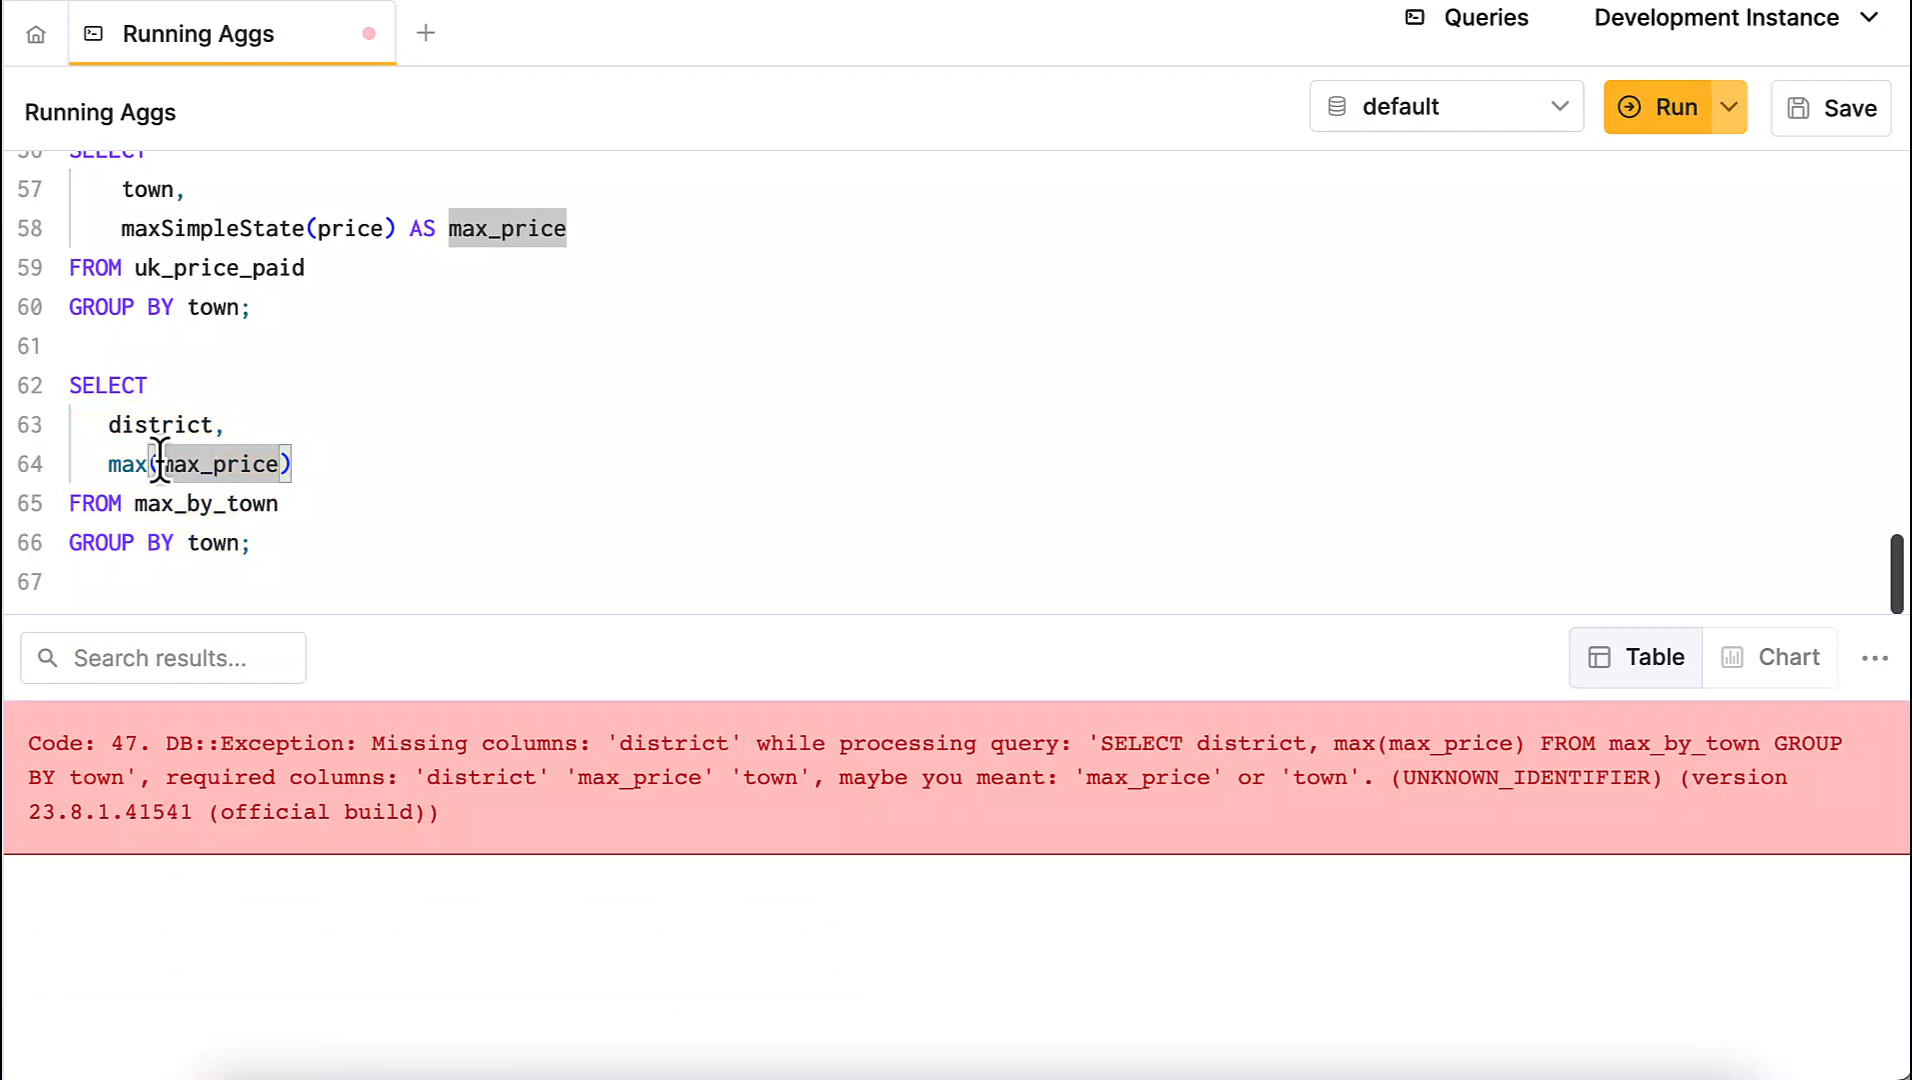 Running Aggs
Queries
Development Instance
Running Aggs
default
Run
Save
56 SELECT
57 town,
58 maxSimpleState(price) AS max_price
59 FROM uk_price_paid
60 GROUP BY town;
61
62 SELECT
63 district,
64 max(max_price)
65 FROM max_by_town
66 GROUP BY town;
67
Search results...
Table
Chart
Code: 47. DB::Exception: Missing columns: 'district' while processing query: 'SELECT district, max(max_price) FROM max_by_town GROUP
BY town', required columns: 'district' 'max_price' 'town', maybe you meant: 'max_price' or 'town'. (UNKNOWN_IDENTIFIER) (version
23.8.1.41541 (official build))